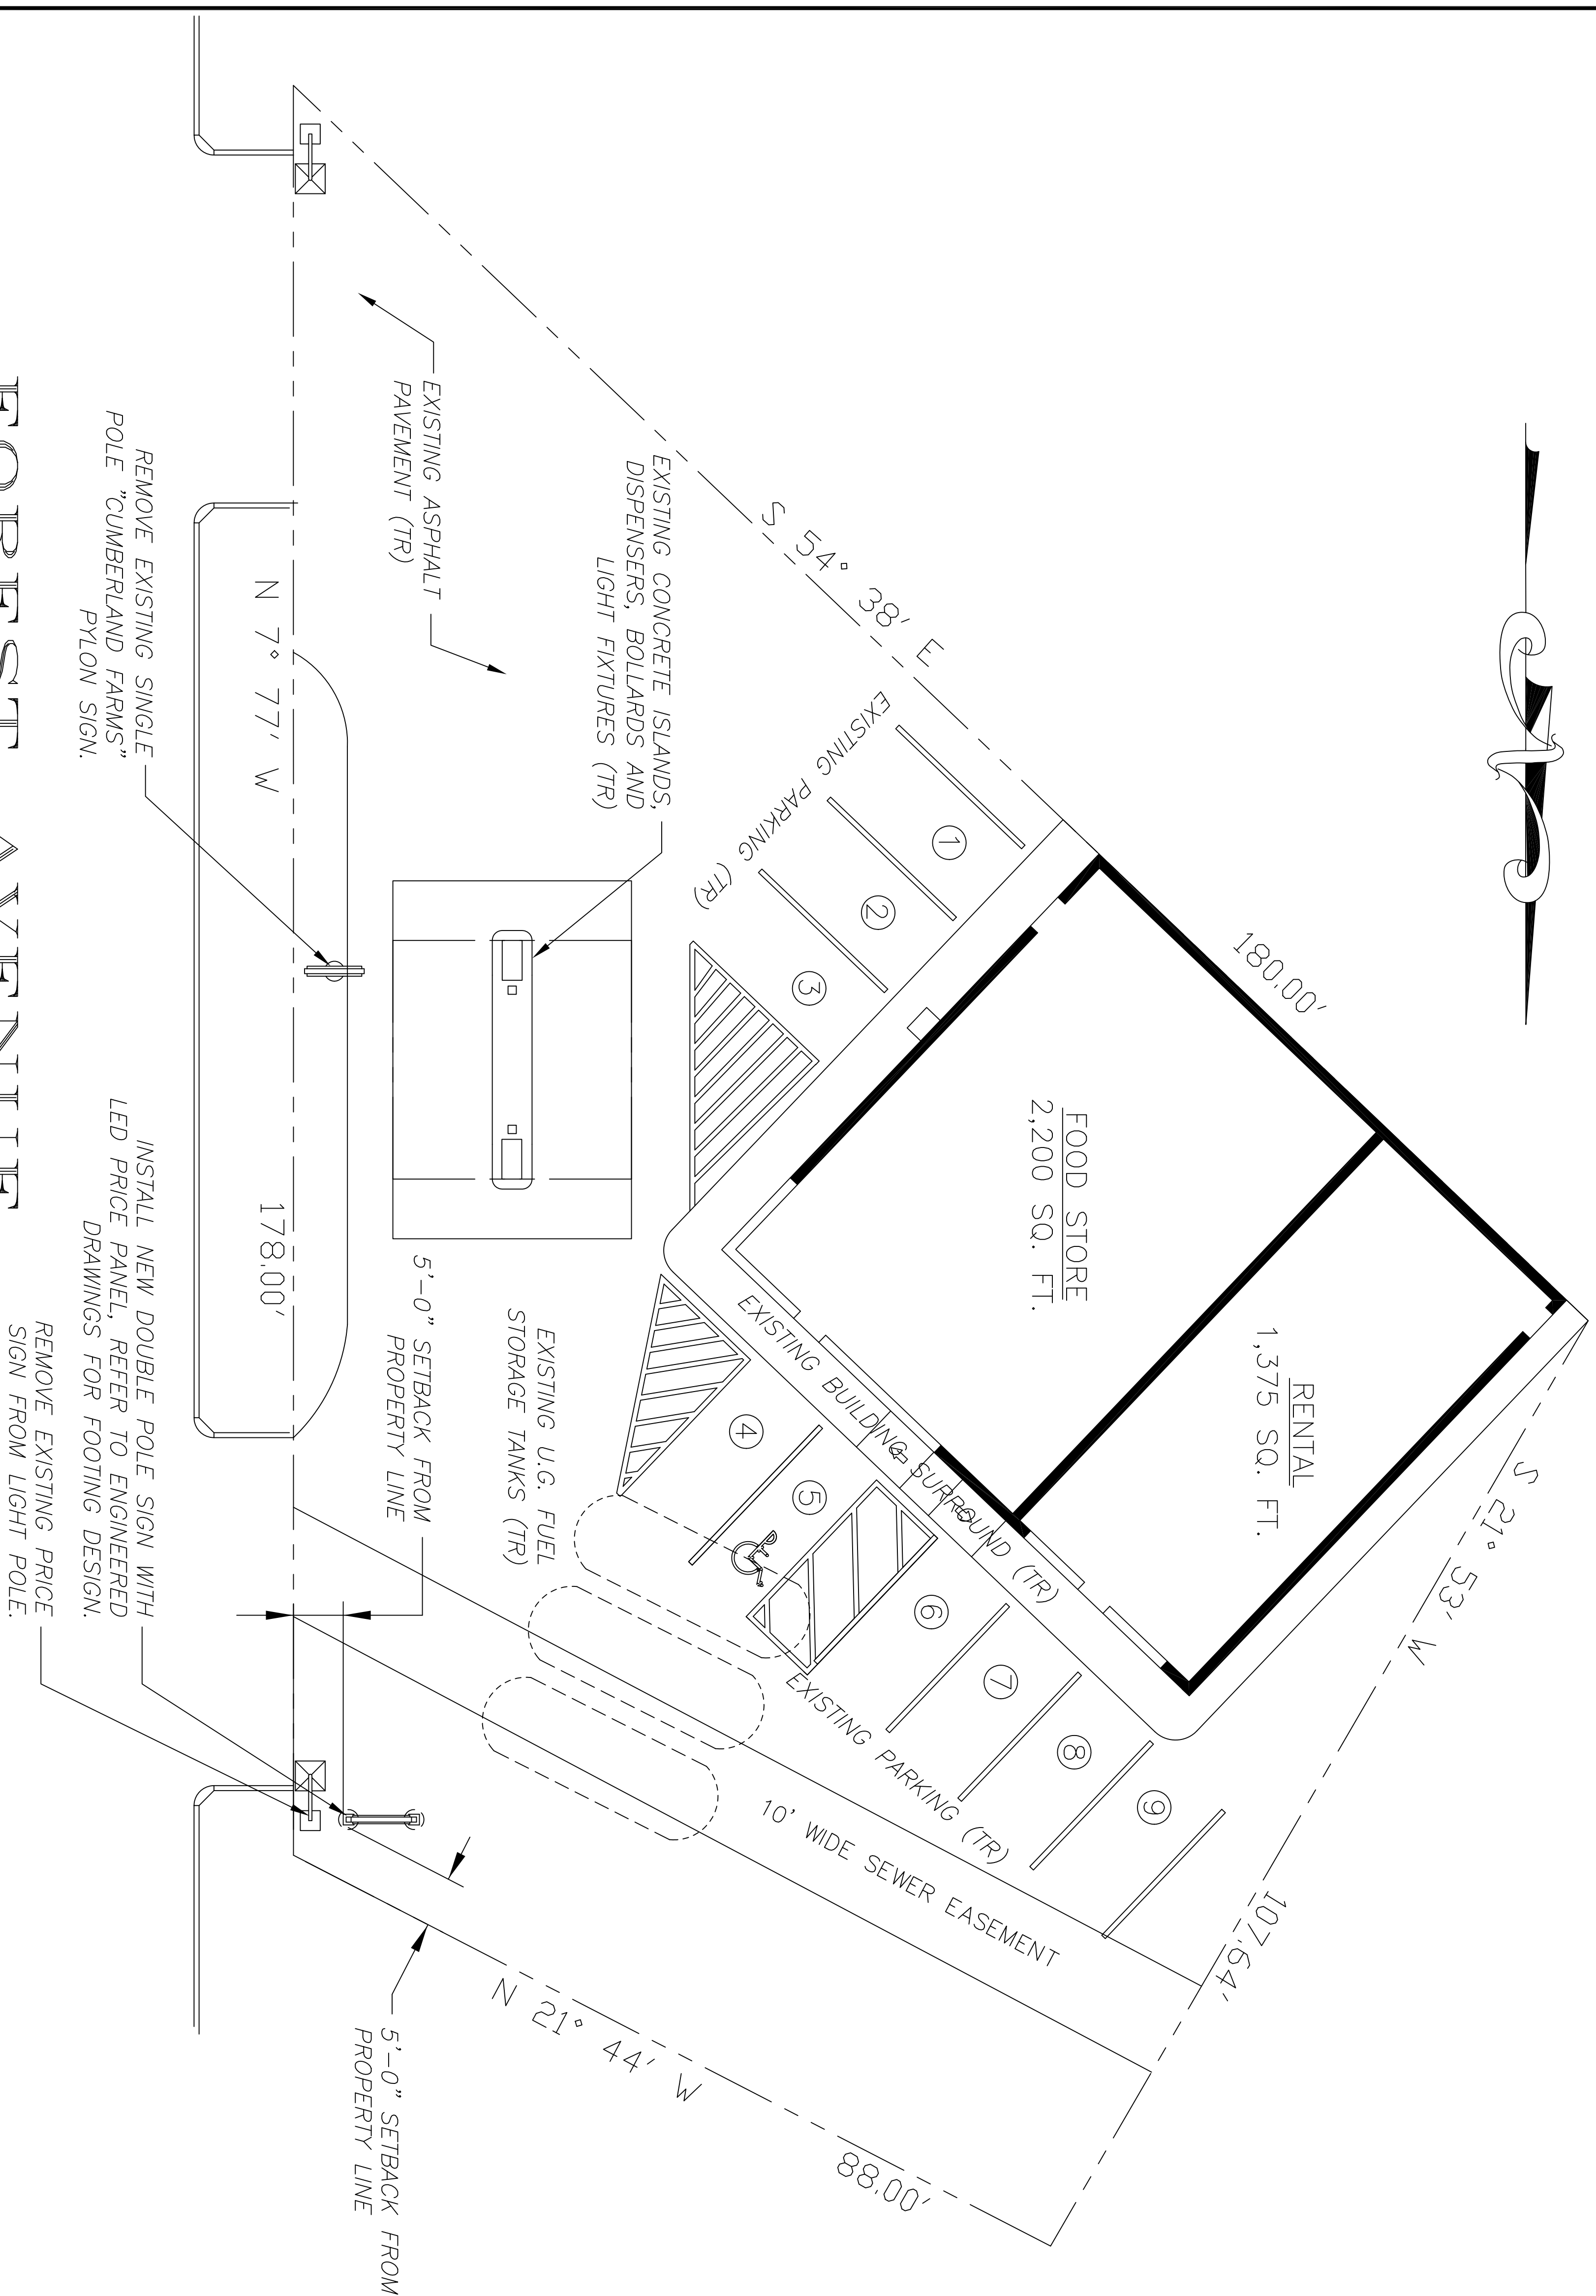 180.00'
S 54° 38' E
S 21° 53' W
107.64'
RENTAL
1,375 SQ. FT.
FOOD STORE
2,200 SQ. FT.
EXISTING BUILDING & SURROUND (TR)
EXISTING PARKING (TR)
1
2
3
4
5
6
7
8
9
EXISTING PARKING (TR)
10' WIDE SEWER EASEMENT
EXISTING CONCRETE ISLANDS,
DISPENSERS, BOLLARDS AND
LIGHT FIXTURES (TR)
EXISTING U.G. FUEL
STORAGE TANKS (TR)
EXISTING ASPHALT
PAVEMENT (TR)
5'-0" SETBACK FROM
PROPERTY LINE
N 21° 44' W
88.00'
5'-0" SETBACK FROM
PROPERTY LINE
N 7° 77' W
178.00'
REMOVE EXISTING SINGLE
POLE "CUMBERLAND FARMS"
PYLON SIGN.
INSTALL NEW DOUBLE POLE SIGN WITH
LED PRICE PANEL, REFER TO ENGINEERED
DRAWINGS FOR FOOTING DESIGN.
REMOVE EXISTING PRICE
SIGN FROM LIGHT POLE.
FOREST AVENUE